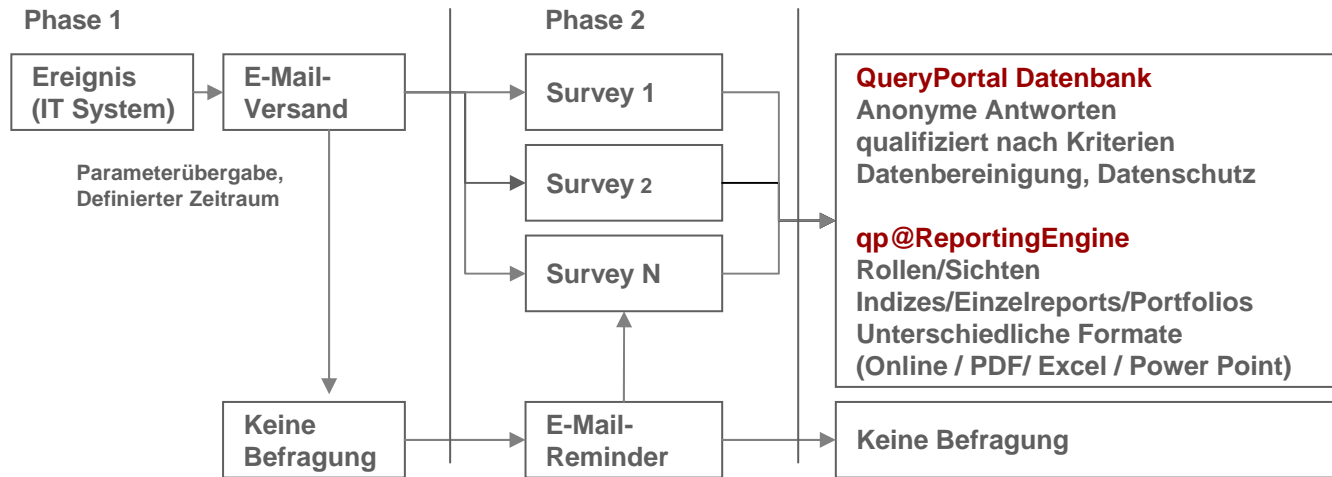 Phase 1
Phase 2
Ereignis
(IT System)
E-Mail-
Versand
Parameterübergabe,
Definierter Zeitraum
Keine
Befragung
Survey 1
Survey 2
Survey N
E-Mail-
Reminder
QueryPortal Datenbank
Anonyme Antworten
qualifiziert nach Kriterien
Datenbereinigung, Datenschutz
qp@ReportingEngine
Rollen/Sichten
Indizes/Einzelreports/Portfolios
Unterschiedliche Formate
(Online / PDF/ Excel / Power Point)
Keine Befragung